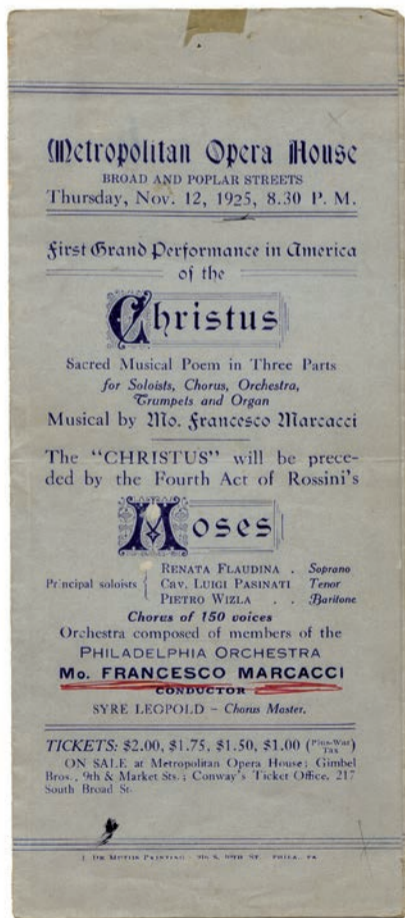 Metropolitan Opera House
BROAD AND POPLAR STREETS
Thursday, Nov. 12, 1925, 8.30 P. M.
First Grand Performance in America
of the
Christus
Sacred Musical Poem in Three Parts
for Soloists, Chorus, Orchestra,
Trumpets and Organ
Musical by Mo. Francesco Marcacci
The "CHRISTUS" will be prece-
ded by the Fourth Act of Rossini's
Moses
Principal soloists
RENATA FLAUDINA . Soprano
CAV. LUIGI PASINATI Tenor
PIETRO WIZLA . . Baritone
Chorus of 150 voices
Orchestra composed of members of the
PHILADELPHIA ORCHESTRA
MO. FRANCESCO MARCACCI
CONDUCTOR
SYRE LEOPOLD - Chorus Master.
TICKETS: $2.00, $1.75, $1.50, $1.00 (Plus-War Tax)
ON SALE at Metropolitan Opera House; Gimbel
Bros., 9th & Market Sts.; Conway's Ticket Office, 217
South Broad St.
PRINTING ST. PHILA. PA